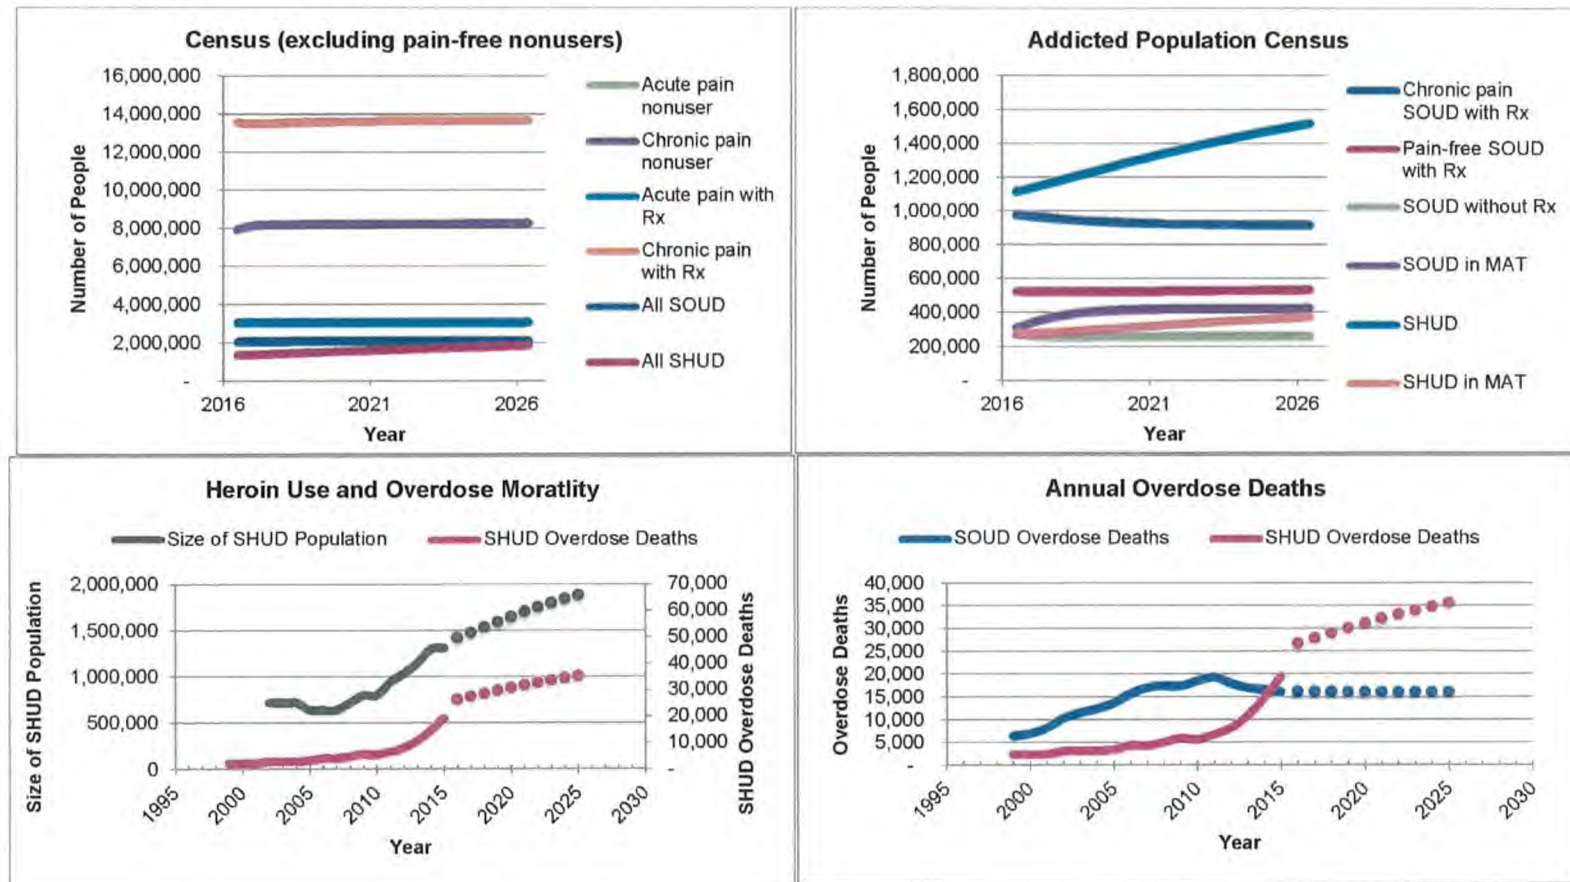 Census (excluding pain-free nonusers)
16,000,000
14,000,000
12,000,000
10,000,000
8,000,000
6,000,000
4,000,000
2,000,000
-
Number of People
2016
2021
2026
Year
Acute pain
nonuser
Chronic pain
nonuser
Acute pain with
Rx
Chronic pain
with Rx
All SOUD
All SHUD
Addicted Population Census
1,800,000
1,600,000
1,400,000
1,200,000
1,000,000
800,000
600,000
400,000
200,000
-
Number of People
2016
2021
2026
Year
Chronic pain
SOUD with Rx
Pain-free SOUD
with Rx
SOUD without Rx
SOUD in MAT
SHUD
SHUD in MAT
Heroin Use and Overdose Moratlity
Size of SHUD Population
SHUD Overdose Deaths
Size of SHUD Population
2,000,000
1,500,000
1,000,000
500,000
0
70,000
60,000
50,000
40,000
30,000
20,000
10,000
-
SHUD Overdose Deaths
1995
2000
2005
2010
2015
2020
2025
2030
Year
Annual Overdose Deaths
SOUD Overdose Deaths
SHUD Overdose Deaths
Overdose Deaths
40,000
35,000
30,000
25,000
20,000
15,000
10,000
5,000
-
1995
2000
2005
2010
2015
2020
2025
2030
Year